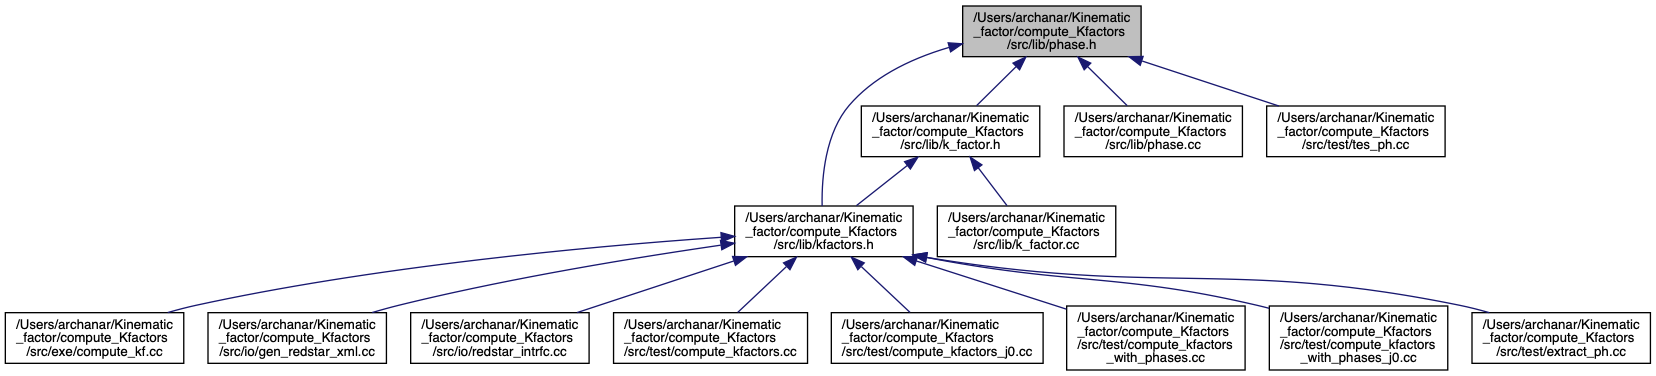 /Users/archanar/Kinematic
_factor/compute_Kfactors
/src/lib/phase.h
/Users/archanar/Kinematic
_factor/compute_Kfactors
/src/lib/k_factor.h
/Users/archanar/Kinematic
_factor/compute_Kfactors
/src/lib/phase.cc
/Users/archanar/Kinematic
_factor/compute_Kfactors
/src/test/tes_ph.cc
/Users/archanar/Kinematic
_factor/compute_Kfactors
/src/lib/kfactors.h
/Users/archanar/Kinematic
_factor/compute_Kfactors
/src/lib/k_factor.cc
/Users/archanar/Kinematic
_factor/compute_Kfactors
/src/exe/compute_kf.cc
/Users/archanar/Kinematic
_factor/compute_Kfactors
/src/io/gen_redstar_xml.cc
/Users/archanar/Kinematic
_factor/compute_Kfactors
/src/io/redstar_intrfc.cc
/Users/archanar/Kinematic
_factor/compute_Kfactors
/src/test/compute_kfactors.cc
/Users/archanar/Kinematic
_factor/compute_Kfactors
/src/test/compute_kfactors_j0.cc
/Users/archanar/Kinematic
_factor/compute_Kfactors
/src/test/compute_kfactors
_with_phases.cc
/Users/archanar/Kinematic
_factor/compute_Kfactors
/src/test/compute_kfactors
_with_phases_j0.cc
/Users/archanar/Kinematic
_factor/compute_Kfactors
/src/test/extract_ph.cc